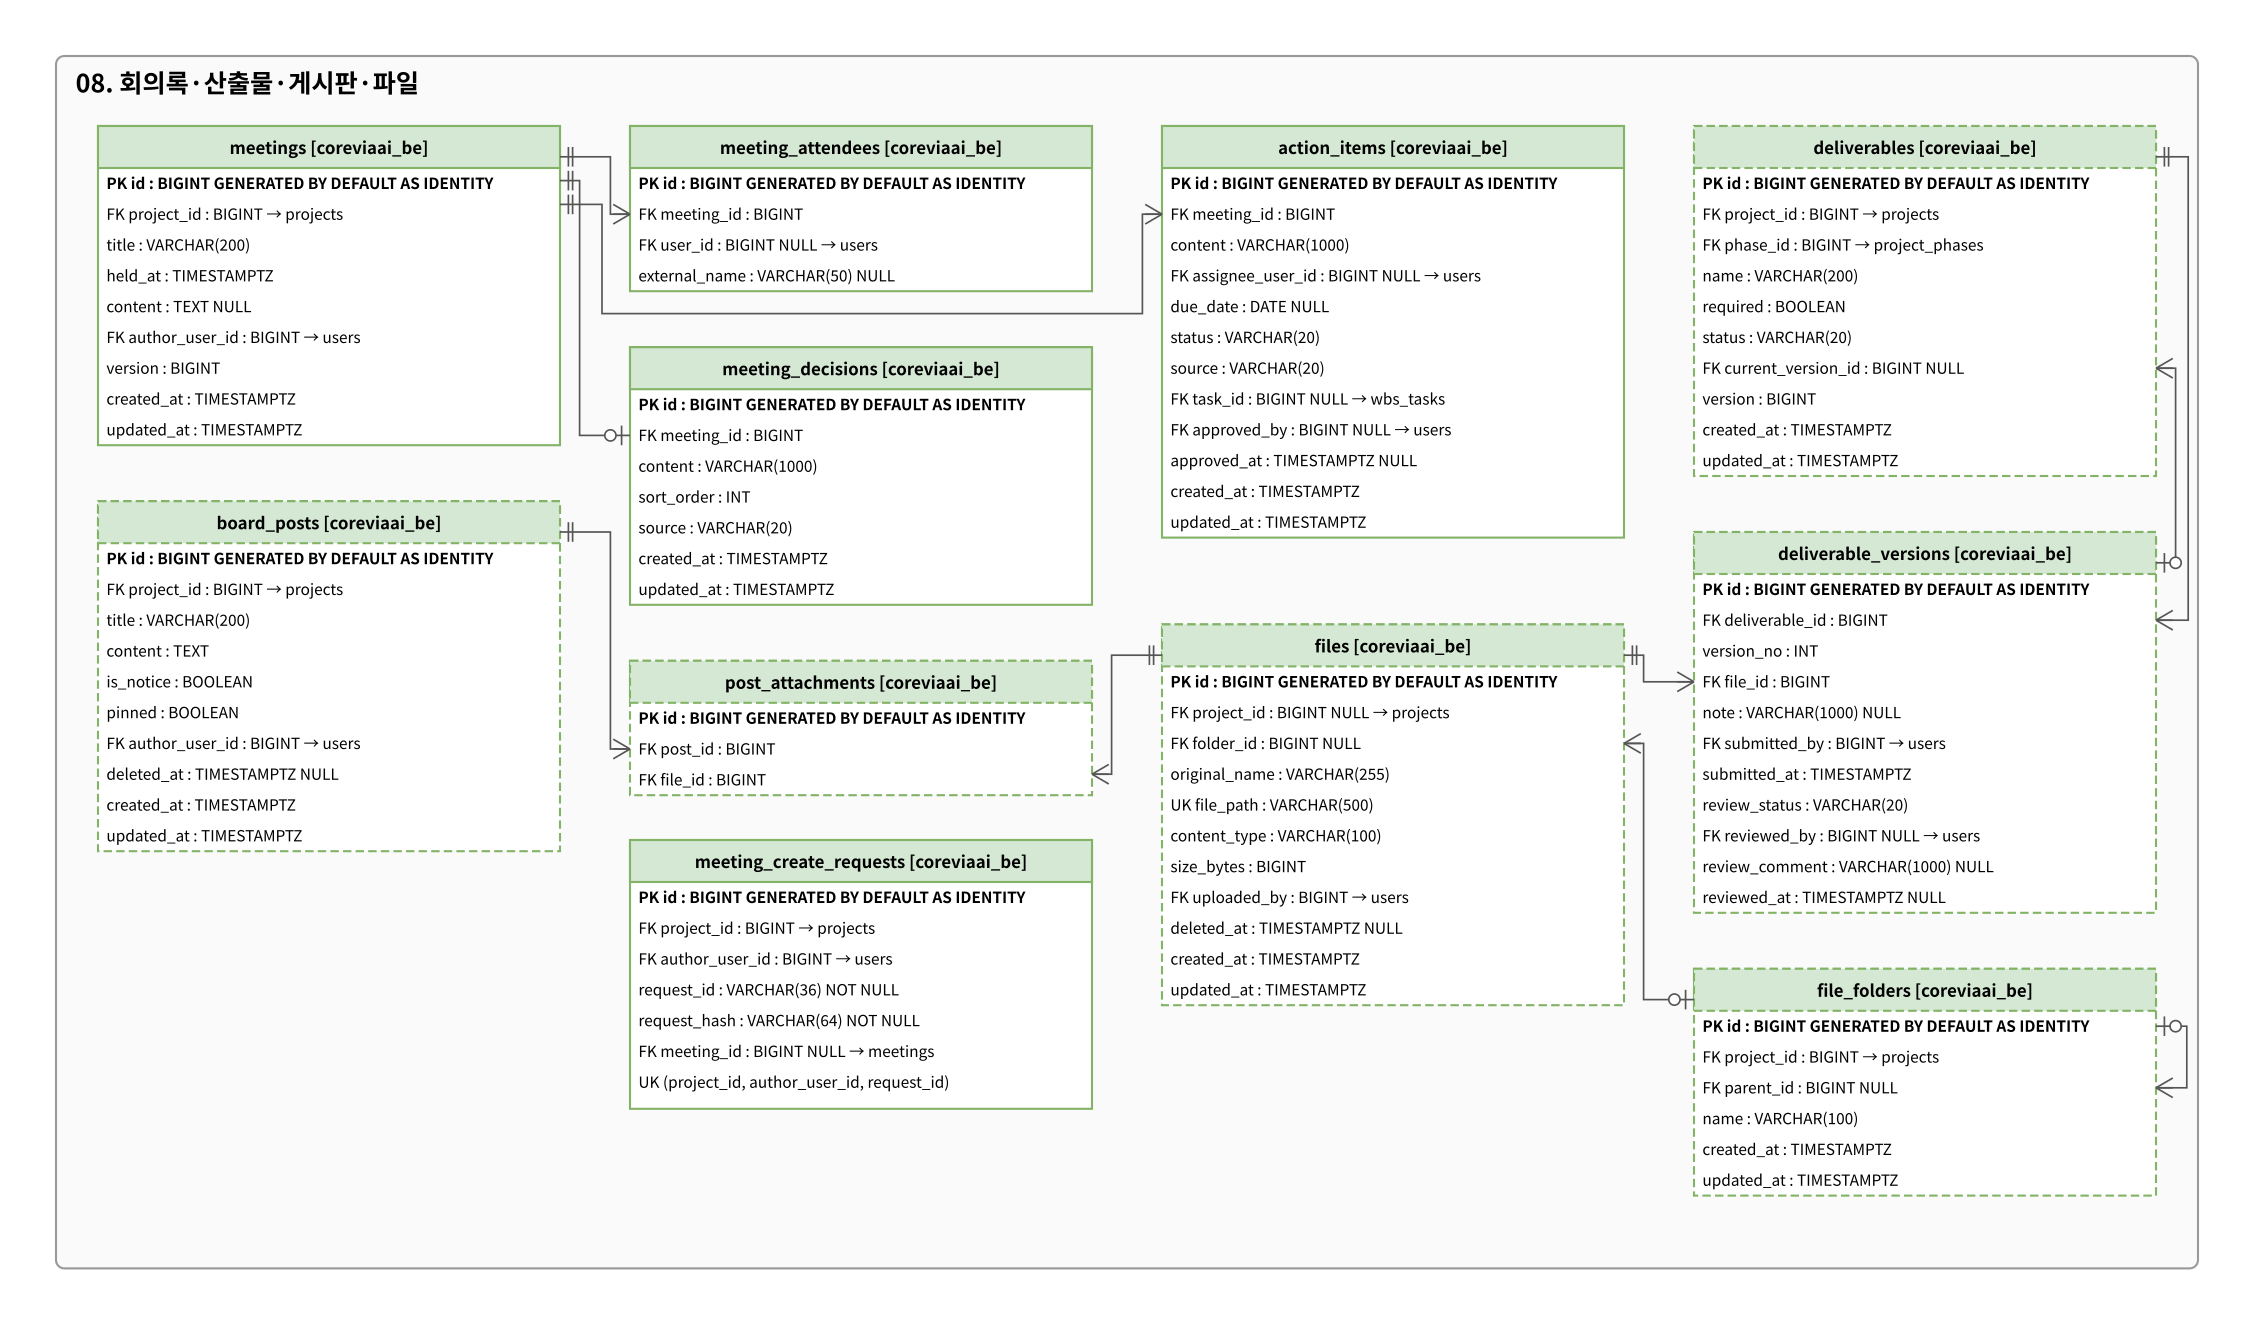 08. 회의록·산출물·게시판·파일
meetings [coreviaai_be]
PK id : BIGINT GENERATED BY DEFAULT AS IDENTITY
FK project_id : BIGINT → projects
title : VARCHAR(200)
held_at : TIMESTAMPTZ
content : TEXT NULL
FK author_user_id : BIGINT → users
version : BIGINT
created_at : TIMESTAMPTZ
updated_at : TIMESTAMPTZ
board_posts [coreviaai_be]
PK id : BIGINT GENERATED BY DEFAULT AS IDENTITY
FK project_id : BIGINT → projects
title : VARCHAR(200)
content : TEXT
is_notice : BOOLEAN
pinned : BOOLEAN
FK author_user_id : BIGINT → users
deleted_at : TIMESTAMPTZ NULL
created_at : TIMESTAMPTZ
updated_at : TIMESTAMPTZ
meeting_attendees [coreviaai_be]
PK id : BIGINT GENERATED BY DEFAULT AS IDENTITY
FK meeting_id : BIGINT
FK user_id : BIGINT NULL → users
external_name : VARCHAR(50) NULL
meeting_decisions [coreviaai_be]
PK id : BIGINT GENERATED BY DEFAULT AS IDENTITY
FK meeting_id : BIGINT
content : VARCHAR(1000)
sort_order : INT
source : VARCHAR(20)
created_at : TIMESTAMPTZ
updated_at : TIMESTAMPTZ
post_attachments [coreviaai_be]
PK id : BIGINT GENERATED BY DEFAULT AS IDENTITY
FK post_id : BIGINT
FK file_id : BIGINT
meeting_create_requests [coreviaai_be]
PK id : BIGINT GENERATED BY DEFAULT AS IDENTITY
FK project_id : BIGINT → projects
FK author_user_id : BIGINT → users
request_id : VARCHAR(36) NOT NULL
request_hash : VARCHAR(64) NOT NULL
FK meeting_id : BIGINT NULL → meetings
UK (project_id, author_user_id, request_id)
action_items [coreviaai_be]
PK id : BIGINT GENERATED BY DEFAULT AS IDENTITY
FK meeting_id : BIGINT
content : VARCHAR(1000)
FK assignee_user_id : BIGINT NULL → users
due_date : DATE NULL
status : VARCHAR(20)
source : VARCHAR(20)
FK task_id : BIGINT NULL → wbs_tasks
FK approved_by : BIGINT NULL → users
approved_at : TIMESTAMPTZ NULL
created_at : TIMESTAMPTZ
updated_at : TIMESTAMPTZ
files [coreviaai_be]
PK id : BIGINT GENERATED BY DEFAULT AS IDENTITY
FK project_id : BIGINT NULL → projects
FK folder_id : BIGINT NULL
original_name : VARCHAR(255)
UK file_path : VARCHAR(500)
content_type : VARCHAR(100)
size_bytes : BIGINT
FK uploaded_by : BIGINT → users
deleted_at : TIMESTAMPTZ NULL
created_at : TIMESTAMPTZ
updated_at : TIMESTAMPTZ
deliverables [coreviaai_be]
PK id : BIGINT GENERATED BY DEFAULT AS IDENTITY
FK project_id : BIGINT → projects
FK phase_id : BIGINT → project_phases
name : VARCHAR(200)
required : BOOLEAN
status : VARCHAR(20)
FK current_version_id : BIGINT NULL
version : BIGINT
created_at : TIMESTAMPTZ
updated_at : TIMESTAMPTZ
deliverable_versions [coreviaai_be]
PK id : BIGINT GENERATED BY DEFAULT AS IDENTITY
FK deliverable_id : BIGINT
version_no : INT
FK file_id : BIGINT
note : VARCHAR(1000) NULL
FK submitted_by : BIGINT → users
submitted_at : TIMESTAMPTZ
review_status : VARCHAR(20)
FK reviewed_by : BIGINT NULL → users
review_comment : VARCHAR(1000) NULL
reviewed_at : TIMESTAMPTZ NULL
file_folders [coreviaai_be]
PK id : BIGINT GENERATED BY DEFAULT AS IDENTITY
FK project_id : BIGINT → projects
FK parent_id : BIGINT NULL
name : VARCHAR(100)
created_at : TIMESTAMPTZ
updated_at : TIMESTAMPTZ